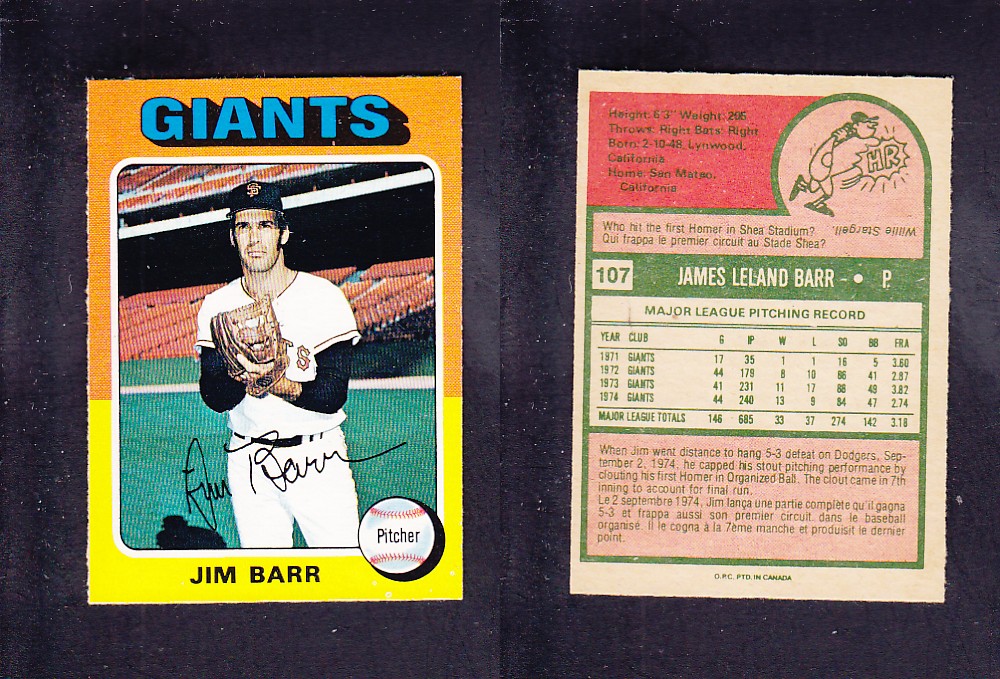 GIANTS
SF
S
Jim Barr
Pitcher
JIM BARR
Height: 6'3" Weight: 205
Throws: Right Bats: Right
Born: 2-10-48, Lynwood,
California
Home: San Mateo,
California
HR
Who hit the first Homer in Shea Stadium?
Willie Stargell.
Qui frappa le premier circuit au Stade Shea?
107 JAMES LELAND BARR - • P.
MAJOR LEAGUE PITCHING RECORD
YEAR CLUB G IP W L SO BB ERA
1971 GIANTS 17 35 1 1 16 5 3.60
1972 GIANTS 44 179 8 10 86 41 2.87
1973 GIANTS 41 231 11 17 88 49 3.82
1974 GIANTS 44 240 13 9 84 47 2.74
MAJOR LEAGUE TOTALS 146 685 33 37 274 142 3.18
When Jim went distance to hang 5-3 defeat on Dodgers, Sep-
tember 2, 1974, he capped his stout pitching performance by
clouting his first Homer in Organized Ball. The clout came in 7th
inning to account for final run.
Le 2 septembre 1974, Jim lança une partie complète qu'il gagna
5-3 et frappa aussi son premier circuit dans le baseball
organisé. Il le cogna à la 7ème manche et produisit le dernier
point.
O.P.C. PTD. IN CANADA